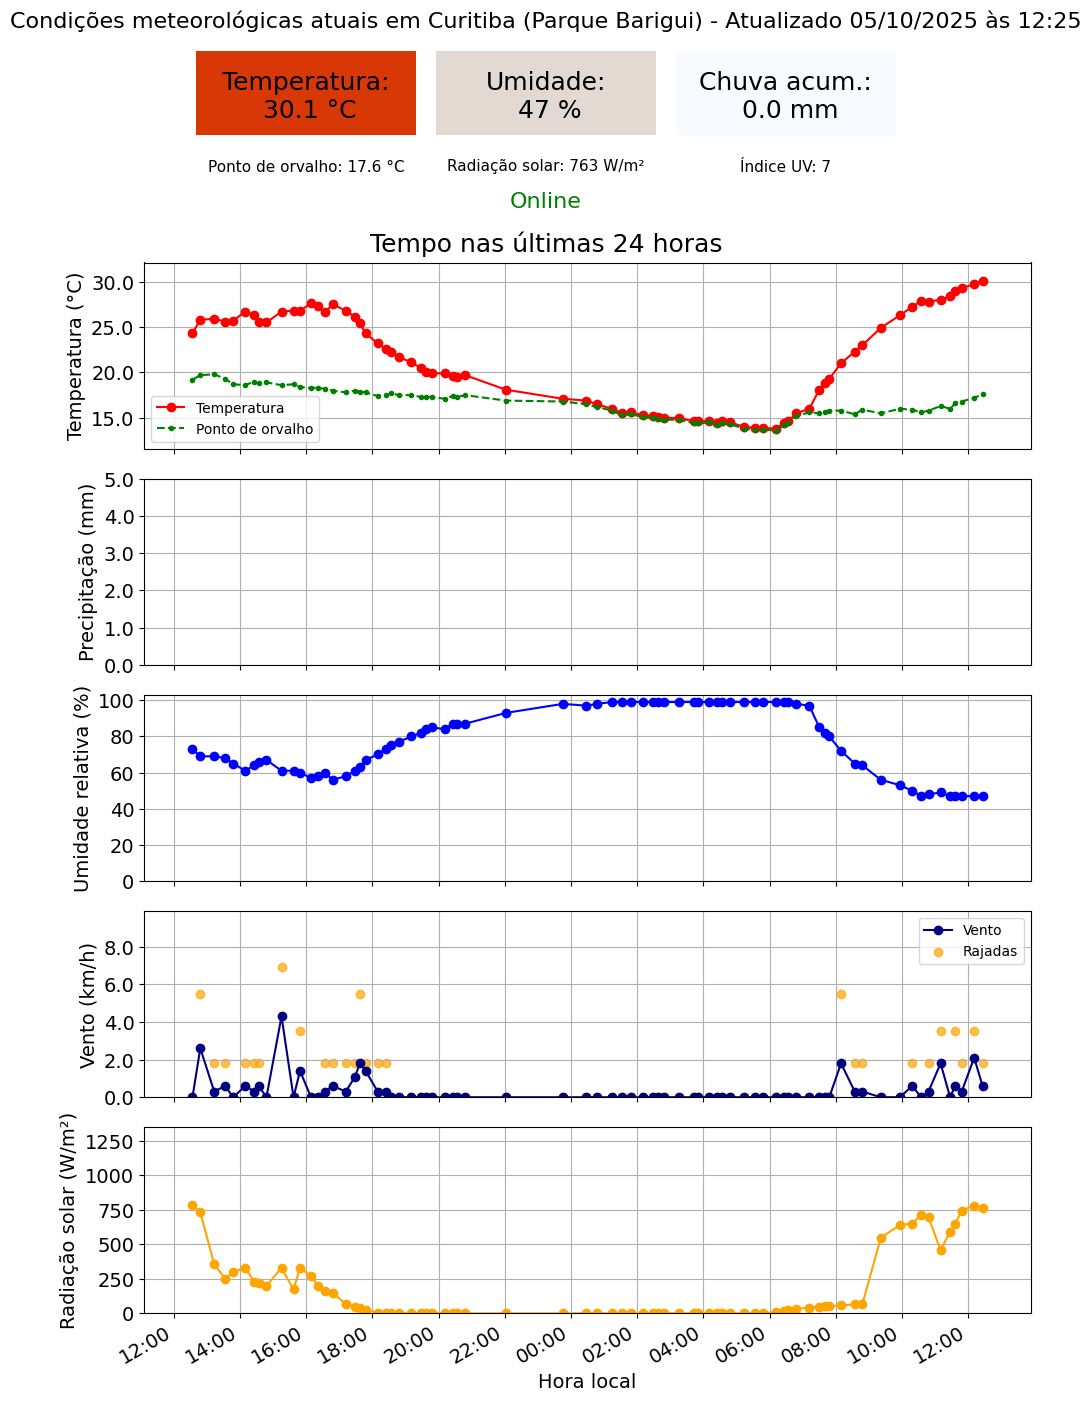 Condições meteorológicas atuais em Curitiba (Parque Barigui) - Atualizado 05/10/2025 às 12:25
Temperatura:
30.1 °C
Umidade:
47 %
Chuva acum.:
0.0 mm
Ponto de orvalho: 17.6 °C
Radiação solar: 763 W/m²
Índice UV: 7
Online
Tempo nas últimas 24 horas
Temperatura (°C)
30.0
25.0
20.0
15.0
Temperatura
Ponto de orvalho
Precipitação (mm)
5.0
4.0
3.0
2.0
1.0
0.0
Umidade relativa (%)
100
80
60
40
20
0
Vento (km/h)
8.0
6.0
4.0
2.0
0.0
Vento
Rajadas
Radiação solar (W/m²)
1250
1000
750
500
250
0
12:00
14:00
16:00
18:00
20:00
22:00
00:00
02:00
04:00
06:00
08:00
10:00
12:00
Hora local